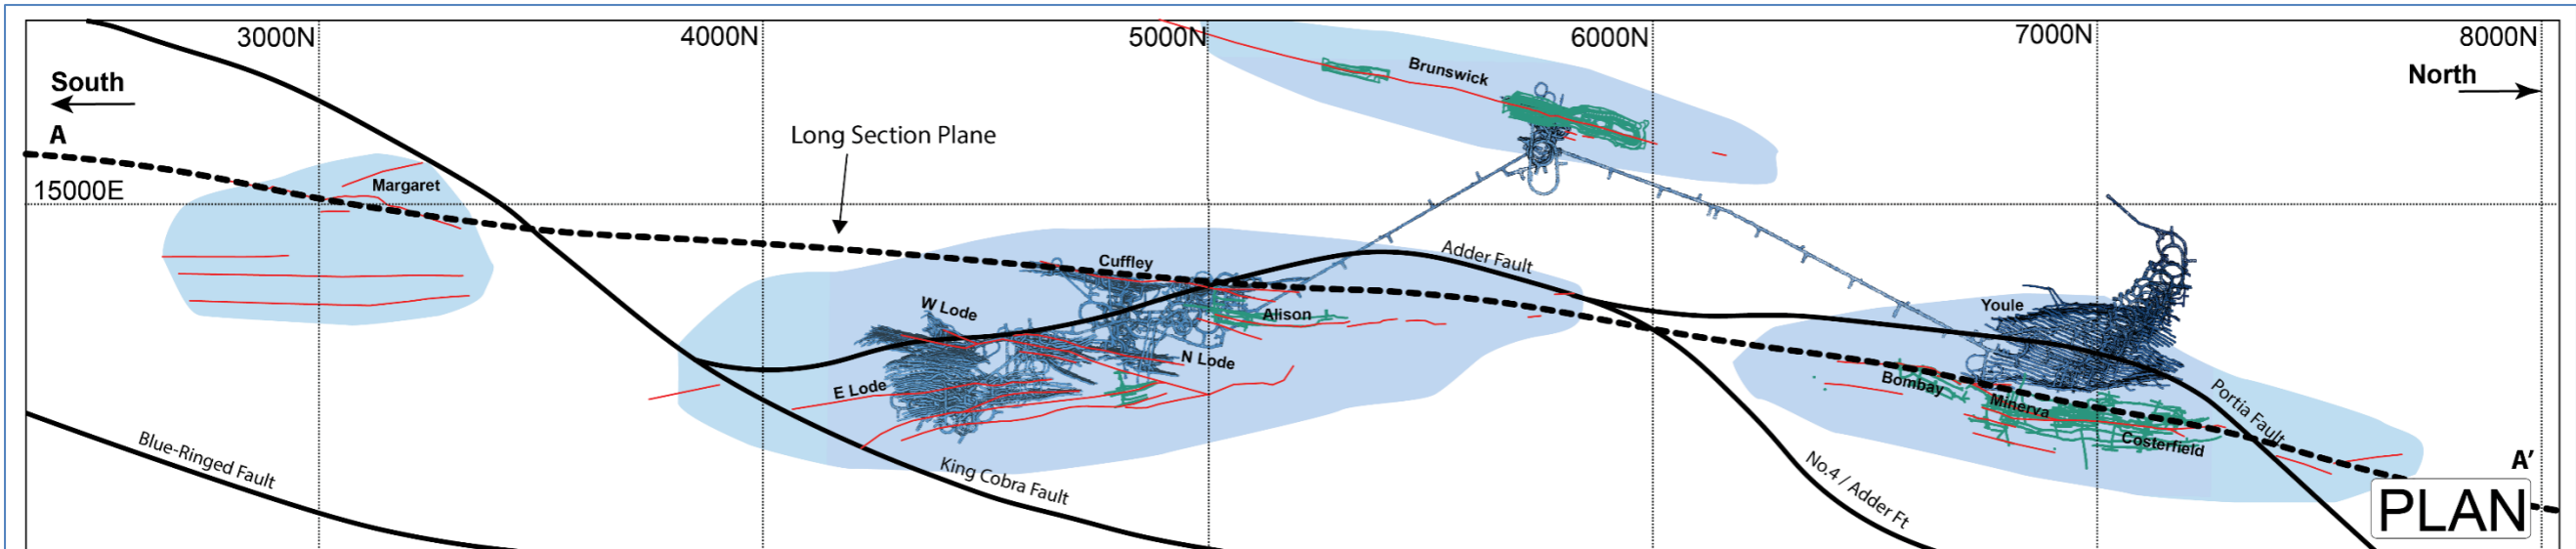 3000N
4000N
5000N
6000N
7000N
8000N
South
North
Brunswick
A
Long Section Plane
Margaret
15000E
Adder Fault
Cuffley
W Lode
Alison
Youle
N Lode
E Lode
Bombay
Minerva
Portia Fault
Costerfield
Blue-Ringed Fault
King Cobra Fault
No.4 / Adder Ft
A'
PLAN